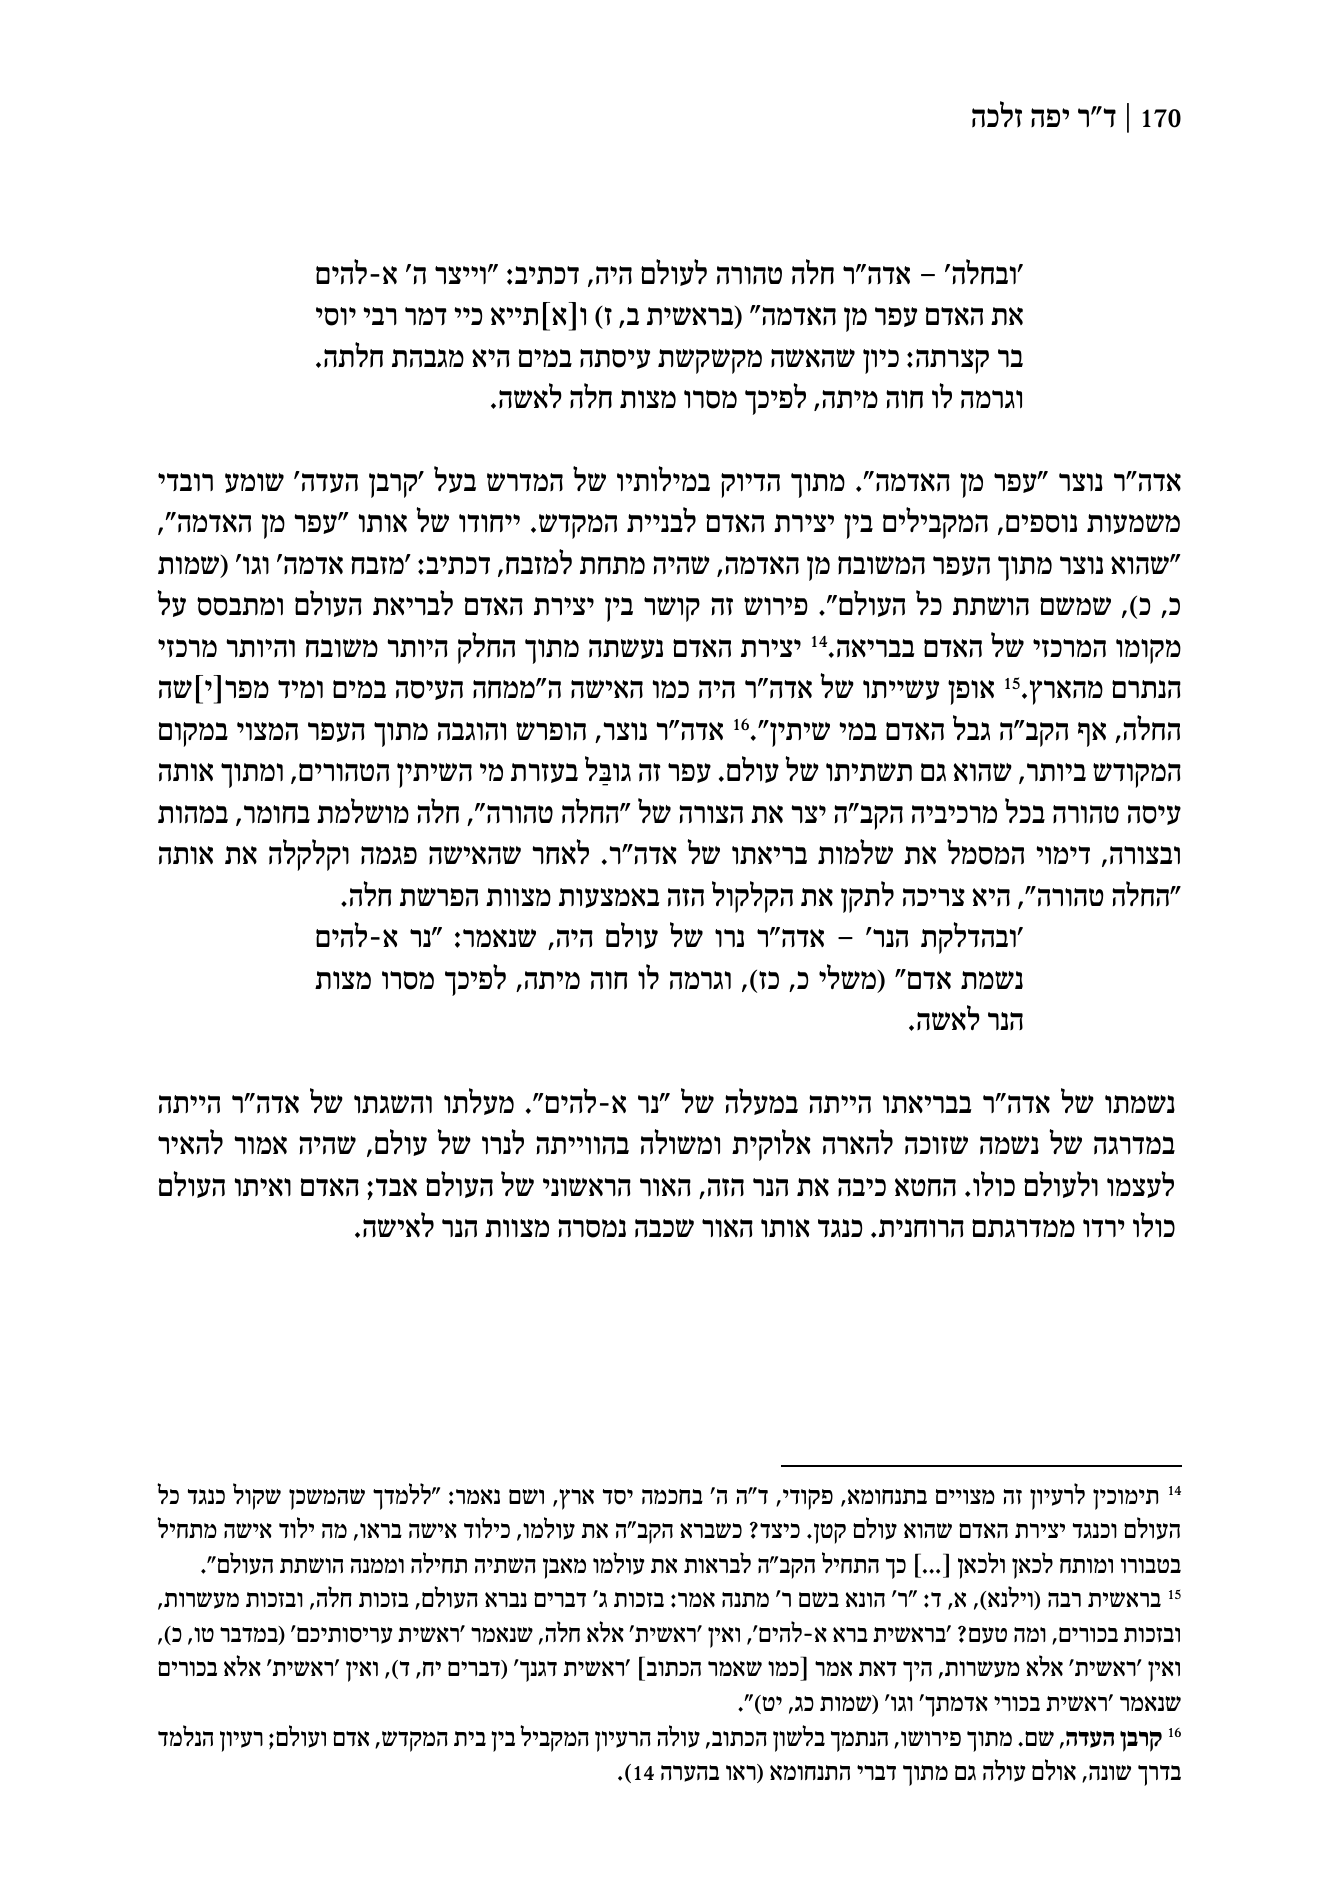 170 | ד"ר יפה זלכה
'ובחלה' – אדה"ר חלה טהורה לעולם היה, דכתיב: "וייצר ה' א-להים
את האדם עפר מן האדמה" (בראשית ב, ז) ו[א]תייא כיי דמר רבי יוסי
בר קצרתה: כיון שהאשה מקשקשת עיסתה במים היא מגבהת חלתה.
וגרמה לו חוה מיתה, לפיכך מסרו מצות חלה לאשה.
אדה"ר נוצר "עפר מן האדמה". מתוך הדיוק במילותיו של המדרש בעל 'קרבן העדה' שומע רובדי
משמעות נוספים, המקבילים בין יצירת האדם לבניית המקדש. ייחודו של אותו "עפר מן האדמה",
"שהוא נוצר מתוך העפר המשובח מן האדמה, שהיה מתחת למזבח, דכתיב: 'מזבח אדמה' וגו' (שמות
כ, כ), שמשם הושתת כל העולם". פירוש זה קושר בין יצירת האדם לבריאת העולם ומתבסס על
מקומו המרכזי של האדם בבריאה.14 יצירת האדם נעשתה מתוך החלק היותר משובח והיותר מרכזי
הנתרם מהארץ.15 אופן עשייתו של אדה"ר היה כמו האישה ה"ממחה העיסה במים ומיד מפר[י]שה
החלה, אף הקב"ה גבל האדם במי שיתין".16 אדה"ר נוצר, הופרש והוגבה מתוך העפר המצוי במקום
המקודש ביותר, שהוא גם תשתיתו של עולם. עפר זה גובַּל בעזרת מי השיתין הטהורים, ומתוך אותה
עיסה טהורה בכל מרכיביה הקב"ה יצר את הצורה של "החלה טהורה", חלה מושלמת בחומר, במהות
ובצורה, דימוי המסמל את שלמות בריאתו של אדה"ר. לאחר שהאישה פגמה וקלקלה את אותה
"החלה טהורה", היא צריכה לתקן את הקלקול הזה באמצעות מצוות הפרשת חלה.
'ובהדלקת הנר' – אדה"ר נרו של עולם היה, שנאמר: "נר א-להים
נשמת אדם" (משלי כ, כז), וגרמה לו חוה מיתה, לפיכך מסרו מצות
הנר לאשה.
נשמתו של אדה"ר בבריאתו הייתה במעלה של "נר א-להים". מעלתו והשגתו של אדה"ר הייתה
במדרגה של נשמה שזוכה להארה אלוקית ומשולה בהווייתה לנרו של עולם, שהיה אמור להאיר
לעצמו ולעולם כולו. החטא כיבה את הנר הזה, האור הראשוני של העולם אבד; האדם ואיתו העולם
כולו ירדו ממדרגתם הרוחנית. כנגד אותו האור שכבה נמסרה מצוות הנר לאישה.
14 תימוכין לרעיון זה מצויים בתנחומא, פקודי, ד"ה ה' בחכמה יסד ארץ, ושם נאמר: "ללמדך שהמשכן שקול כנגד כל
העולם וכנגד יצירת האדם שהוא עולם קטן. כיצד? כשברא הקב"ה את עולמו, כילוד אישה בראו, מה ילוד אישה מתחיל
בטבורו ומותח לכאן ולכאן [...] כך התחיל הקב"ה לבראות את עולמו מאבן השתיה תחילה וממנה הושתת העולם".
15 בראשית רבה (וילנא), א, ד: "ר' הונא בשם ר' מתנה אמר: בזכות ג' דברים נברא העולם, בזכות חלה, ובזכות מעשרות,
ובזכות בכורים, ומה טעם? 'בראשית ברא א-להים', ואין 'ראשית' אלא חלה, שנאמר 'ראשית עריסותיכם' (במדבר טו, כ),
ואין 'ראשית' אלא מעשרות, היך דאת אמר [כמו שאמר הכתוב] 'ראשית דגנך' (דברים יח, ד), ואין 'ראשית' אלא בכורים
שנאמר 'ראשית בכורי אדמתך' וגו' (שמות כג, יט)".
16 קרבן העדה, שם. מתוך פירושו, הנתמך בלשון הכתוב, עולה הרעיון המקביל בין בית המקדש, אדם ועולם; רעיון הנלמד
בדרך שונה, אולם עולה גם מתוך דברי התנחומא (ראו בהערה 14).